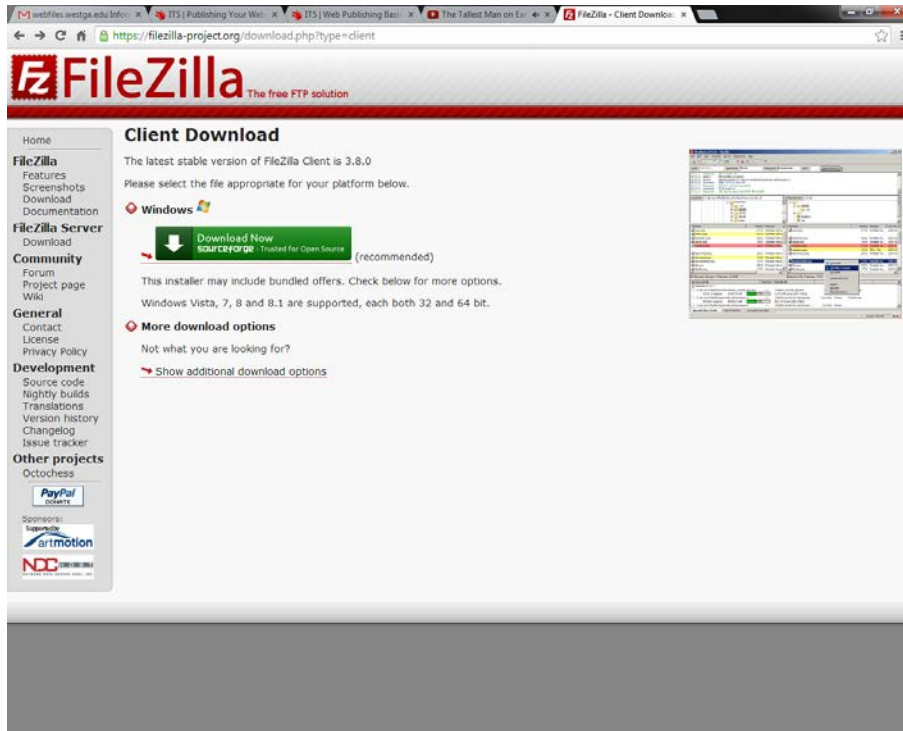 webfiles.westga.edu Infor
ITS | Publishing Your Web
ITS | Web Publishing Basi
The Tallest Man on Ear
FileZilla - Client Downloa
https://filezilla-project.org/download.php?type=client
Fz FileZilla The free FTP solution
Home
FileZilla
Features
Screenshots
Download
Documentation
FileZilla Server
Download
Community
Forum
Project page
Wiki
General
Contact
License
Privacy Policy
Development
Source code
Nightly builds
Translations
Version history
Changelog
Issue tracker
Other projects
Octochess
PayPal
DONATE
Sponsors:
Supported by
artmotion
NDC
Client Download
The latest stable version of FileZilla Client is 3.8.0
Please select the file appropriate for your platform below.
Windows
Download Now
sourceforge - Trusted for Open Source
(recommended)
This installer may include bundled offers. Check below for more options.
Windows Vista, 7, 8 and 8.1 are supported, each both 32 and 64 bit.
More download options
Not what you are looking for?
Show additional download options